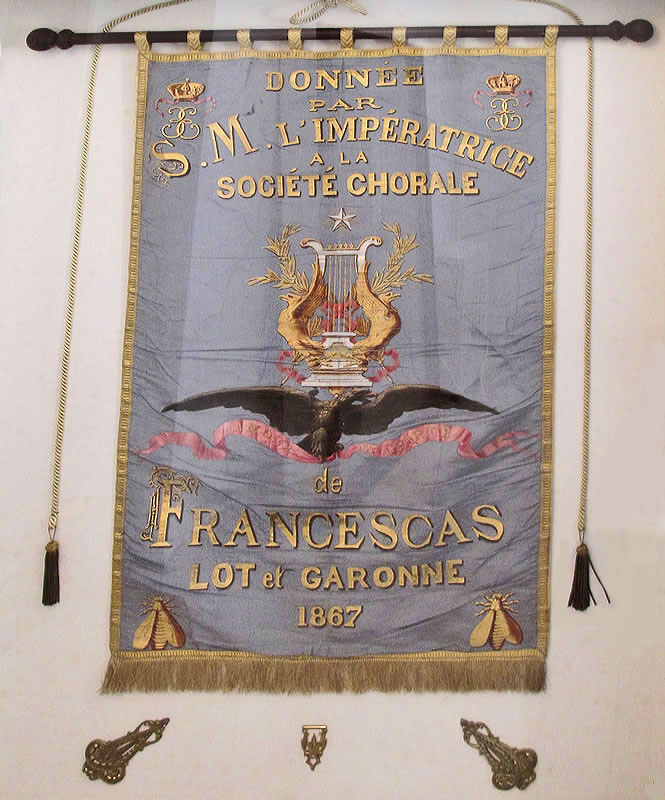 DONNÉE
PAR
S.M. L'IMPÉRATRICE
A LA
SOCIÉTÉ CHORALE
de
FRANCESCAS
LOT et GARONNE
1867